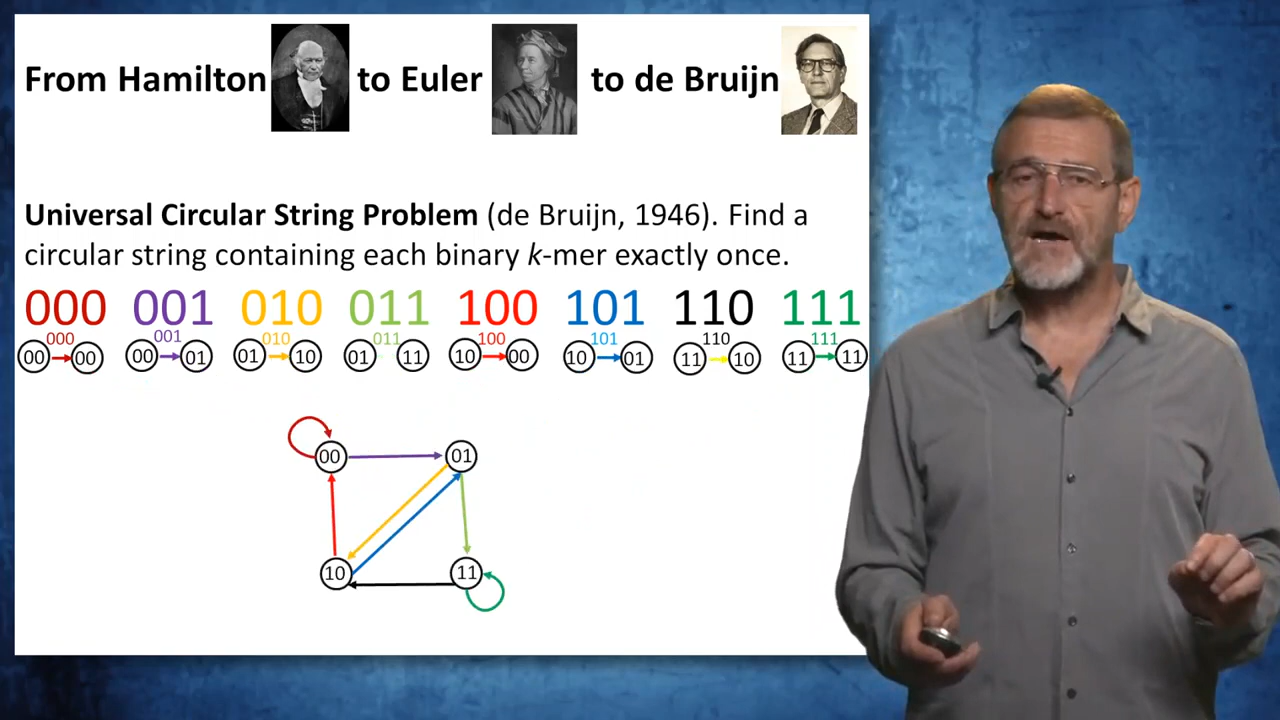 From Hamilton to Euler to de Bruijn
Universal Circular String Problem (de Bruijn, 1946). Find a
circular string containing each binary k-mer exactly once.
000 001 010 011 100 101 110 111
000 001 010 011 100 101 110 111
00 00 00 01 01 10 01 11 10 00 10 01 11 10 11 11
00 01
10 11